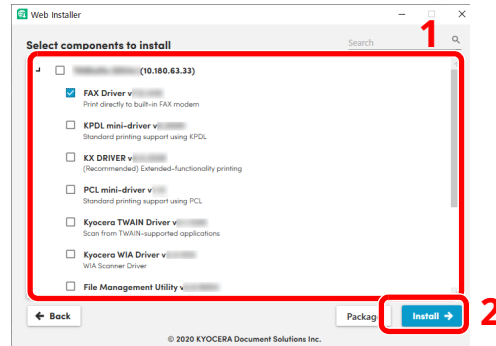 Web Installer
1
Select components to install
Search
(10.180.63.33)
FAX Driver v
Print directly to built-in FAX modem
KPDL mini-driver v
Standard printing support using KPDL
KX DRIVER v
(Recommended) Extended-functionality printing
PCL mini-driver v
Standard printing support using PCL
Kyocera TWAIN Driver v
Scan from TWAIN-supported applications
Kyocera WIA Driver v
WIA Scanner Driver
File Management Utility v
Back
Package
Install
2
© 2020 KYOCERA Document Solutions Inc.